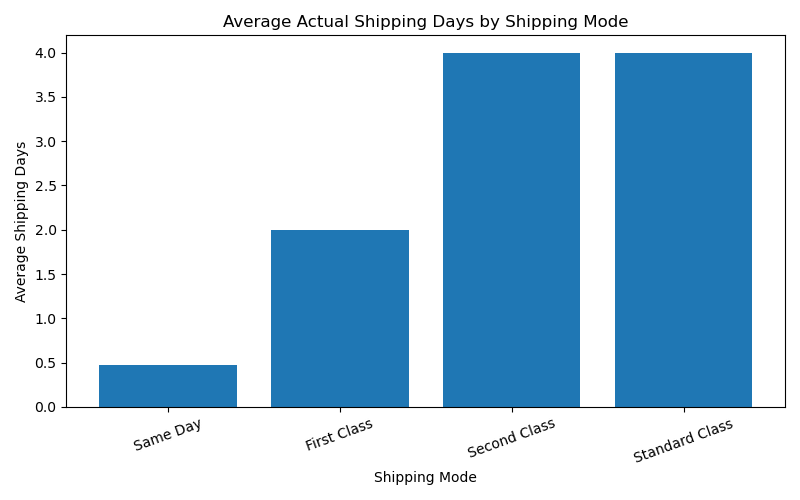 Average Actual Shipping Days by Shipping Mode
Average Shipping Days
4.0
3.5
3.0
2.5
2.0
1.5
1.0
0.5
0.0
Same Day
First Class
Second Class
Standard Class
Shipping Mode